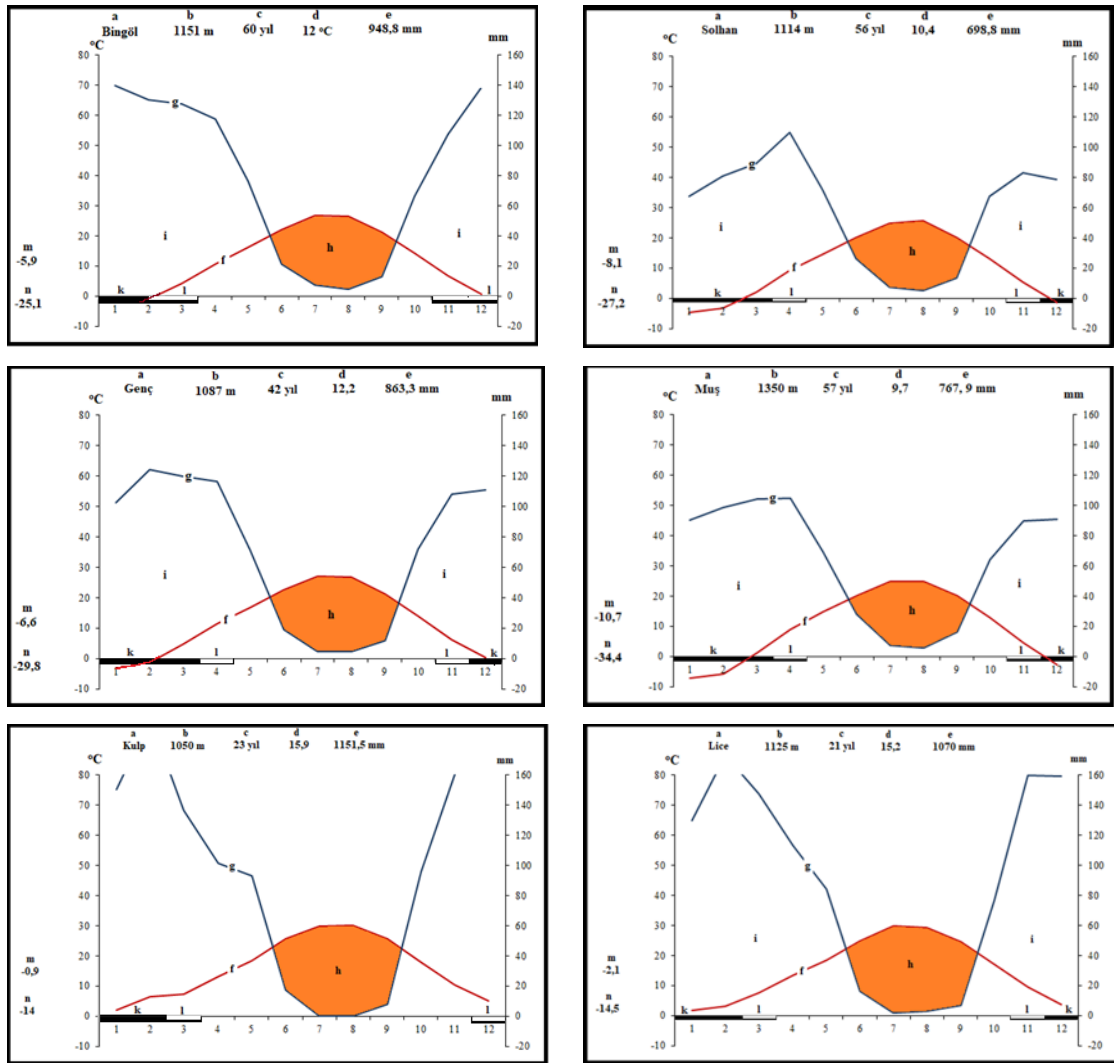 a b c d e
Bingöl 1151 m 60 yıl 12 ºC 948,8 mm
ºC mm
80 160
70 140
g
60 120
50 100
40 80
30 60
20 i h i 40
m
-5,9 10 f 20
n k l l
-25,1 0 0
1 2 3 4 5 6 7 8 9 10 11 12
-10 -20
a b c d e
Solhan 1114 m 56 yıl 10,4 698,8 mm
ºC mm
80 160
70 140
60 120
50 100
g
40 80
30 60
20 i h i 40
m
-8,1 10 f 20
n k l l k
-27,2 0 0
1 2 3 4 5 6 7 8 9 10 11 12
-10 -20
a b c d e
Genç 1087 m 42 yıl 12,2 863,3 mm
ºC mm
80 160
70 140
60 g 120
50 100
40 80
30 60
i i
20 h 40
m
-6,6 10 f 20
n k l l k
-29,8 0 0
1 2 3 4 5 6 7 8 9 10 11 12
-10 -20
a b c d e
Muş 1350 m 57 yıl 9,7 767, 9 mm
ºC mm
80 160
70 140
60 120
50 g 100
40 80
30 60
20 i h i 40
m
-10,7 10 f 20
n k l l k
-34,4 0 0
1 2 3 4 5 6 7 8 9 10 11 12
-10 -20
a b c d e
Kulp 1050 m 23 yıl 15,9 1151,5 mm
ºC mm
80 160
70 140
60 120
50 g 100
40 80
30 60
20 h 40
m
-0,9 f
10 20
n k l l
-14 0 0
1 2 3 4 5 6 7 8 9 10 11 12
-10 -20
a b c d e
Lice 1125 m 21 yıl 15,2 1070 mm
ºC mm
80 160
70 140
60 120
50 g 100
40 80
30 60
i i
20 h 40
m
-2,1 f
10 20
n k l l k
-14,5 0 0
1 2 3 4 5 6 7 8 9 10 11 12
-10 -20